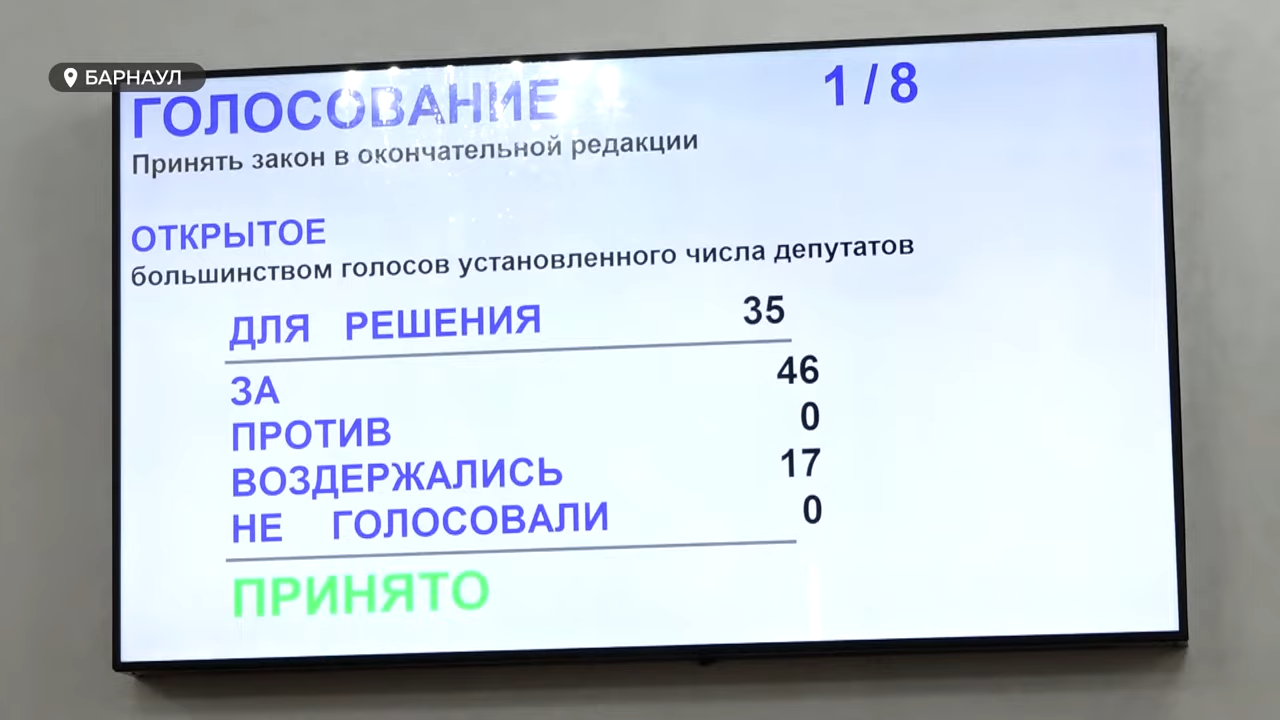 БАРНАУЛ
ГОЛОСОВАНИЕ 1 / 8
Принять закон в окончательной редакции
ОТКРЫТОЕ
большинством голосов установленного числа депутатов
ДЛЯ РЕШЕНИЯ 35
ЗА 46
ПРОТИВ 0
ВОЗДЕРЖАЛИСЬ 17
НЕ ГОЛОСОВАЛИ 0
ПРИНЯТО